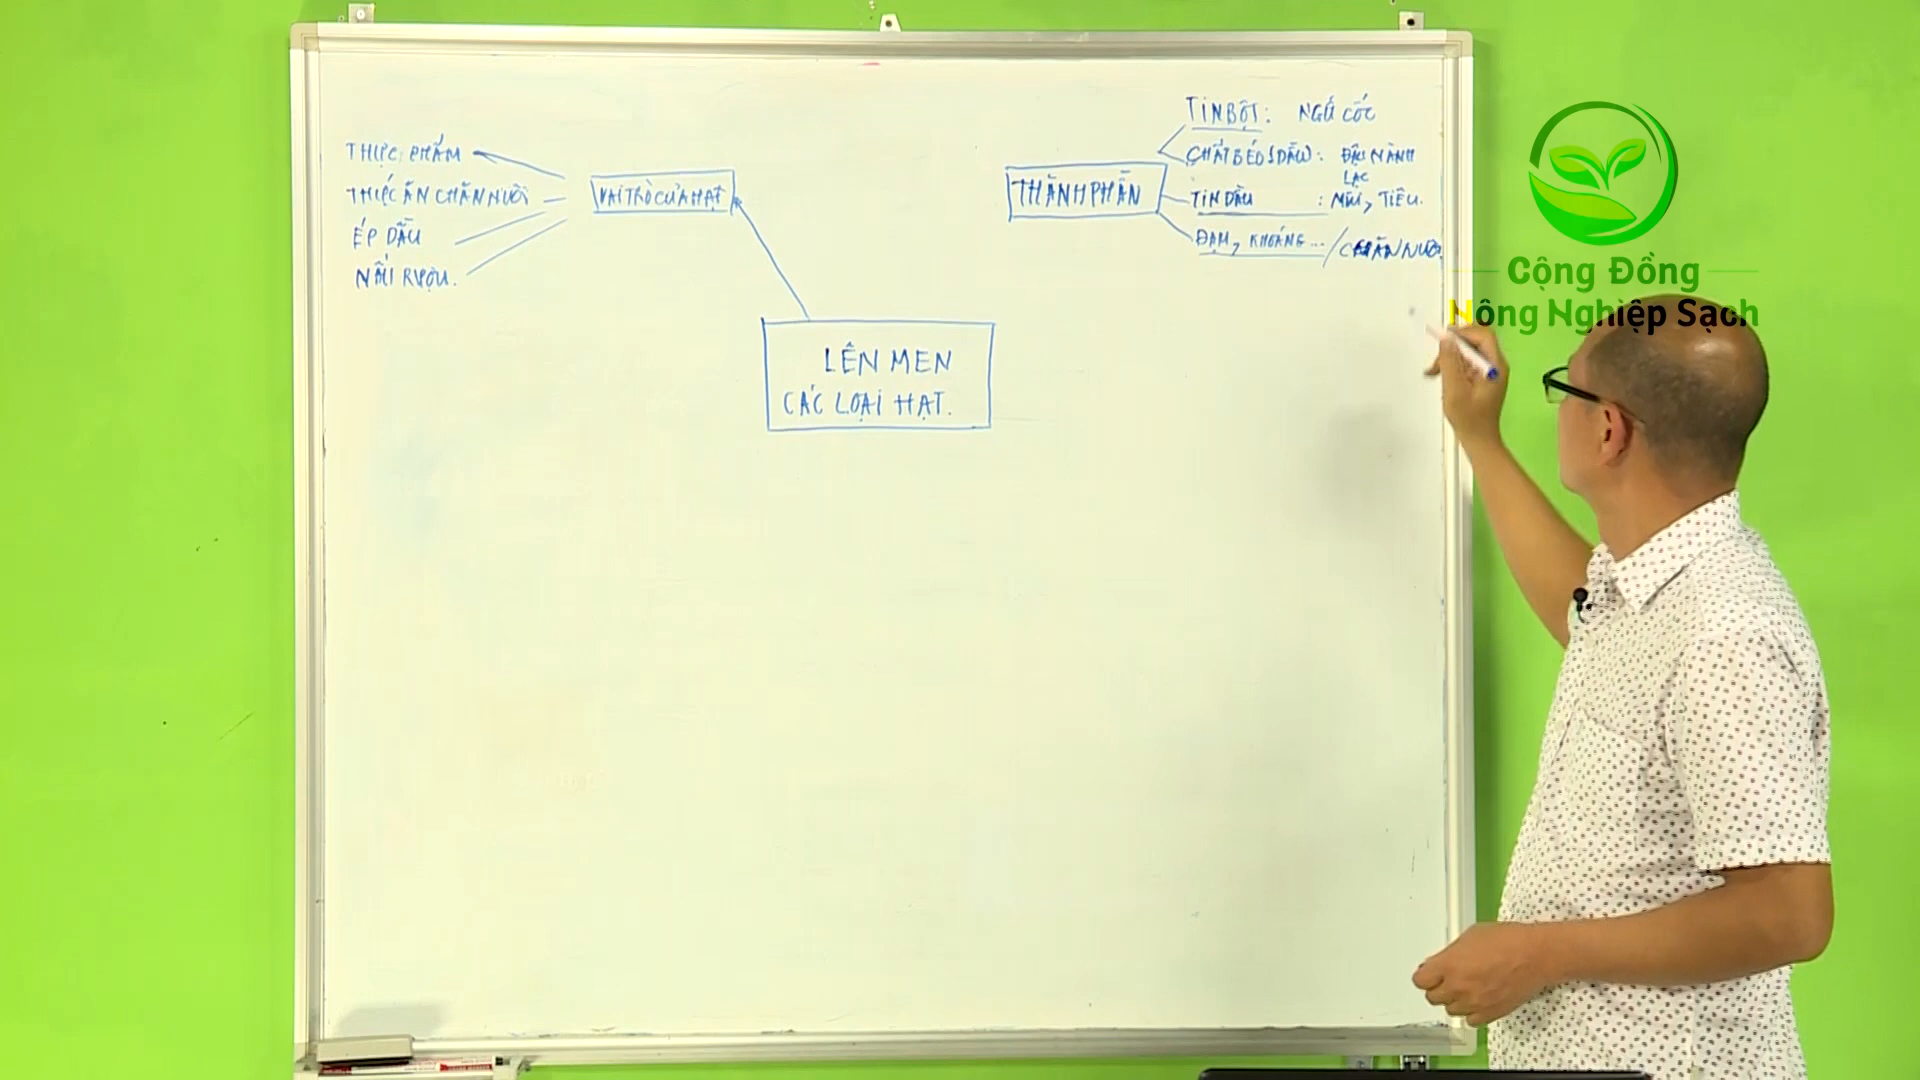 THỰC PHẨM
THỨC ĂN CHĂN NUÔI
ÉP DẦU
NẤU RƯỢU.
VAI TRÒ CỦA HẠT
LÊN MEN
CÁC LOẠI HẠT.
THÀNH PHẦN
TINBỘT: NGŨ CỐC
CHẤT BÉO (DẦU): ĐẬU NÀNH
LẠC
TIN DẦU : MÙI, TIÊU.
ĐẠM, KHOÁNG... / CHĂN NUÔI
Cộng Đồng
Nông Nghiệp Sạch